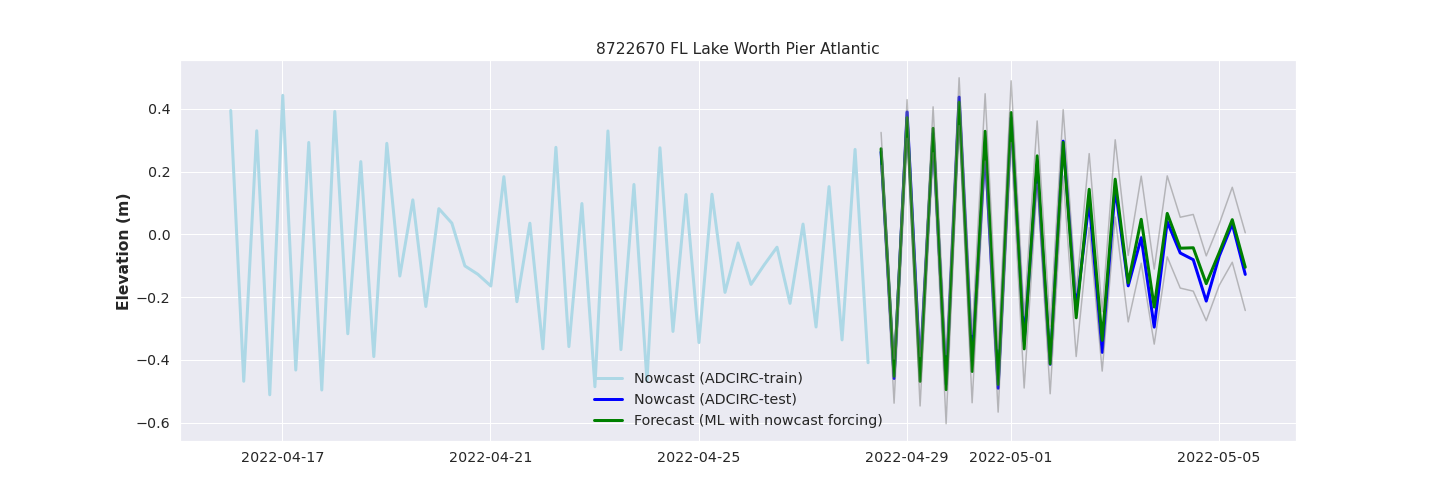 8722670 FL Lake Worth Pier Atlantic
Elevation (m)
0.4
0.2
0.0
−0.2
−0.4
−0.6
Nowcast (ADCIRC-train)
Nowcast (ADCIRC-test)
Forecast (ML with nowcast forcing)
2022-04-17 2022-04-21 2022-04-25 2022-04-29 2022-05-01 2022-05-05